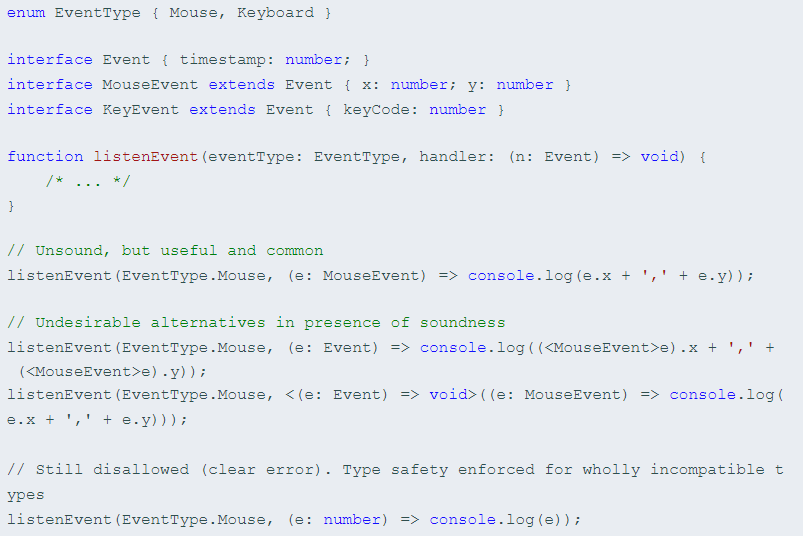 enum EventType { Mouse, Keyboard }
interface Event { timestamp: number; }
interface MouseEvent extends Event { x: number; y: number }
interface KeyEvent extends Event { keyCode: number }
function listenEvent(eventType: EventType, handler: (n: Event) => void) {
    /* ... */
}
// Unsound, but useful and common
listenEvent(EventType.Mouse, (e: MouseEvent) => console.log(e.x + ',' + e.y));
// Undesirable alternatives in presence of soundness
listenEvent(EventType.Mouse, (e: Event) => console.log((<MouseEvent>e).x + ',' +
 (<MouseEvent>e).y));
listenEvent(EventType.Mouse, <(e: Event) => void>((e: MouseEvent) => console.log(
e.x + ',' + e.y)));
// Still disallowed (clear error). Type safety enforced for wholly incompatible t
ypes
listenEvent(EventType.Mouse, (e: number) => console.log(e));